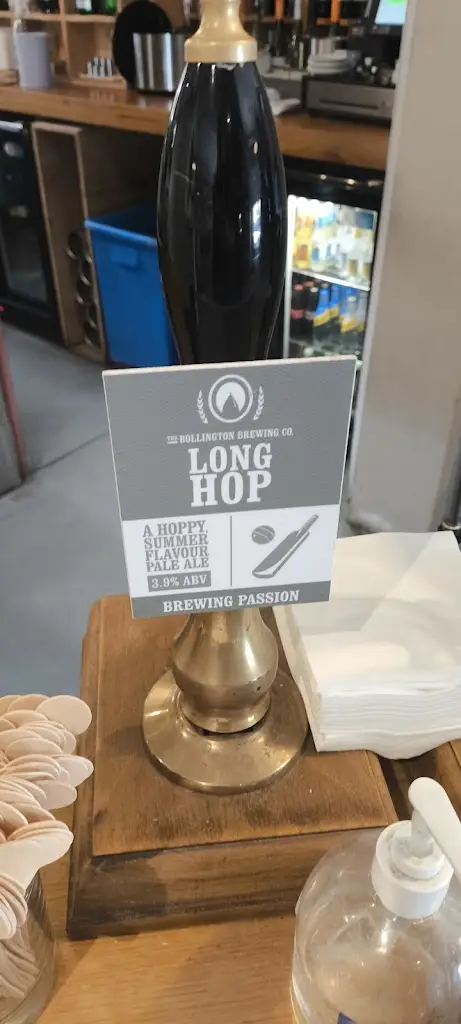 THE BOLLINGTON BREWING CO.
LONG
HOP
A HOPPY,
SUMMER
FLAVOUR
PALE ALE
3.9% ABV
BREWING PASSION